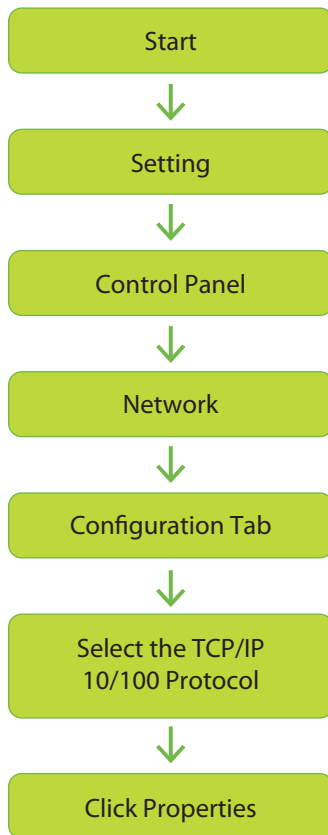 Start
Setting
Control Panel
Network
Configuration Tab
Select the TCP/IP
10/100 Protocol
Click Properties